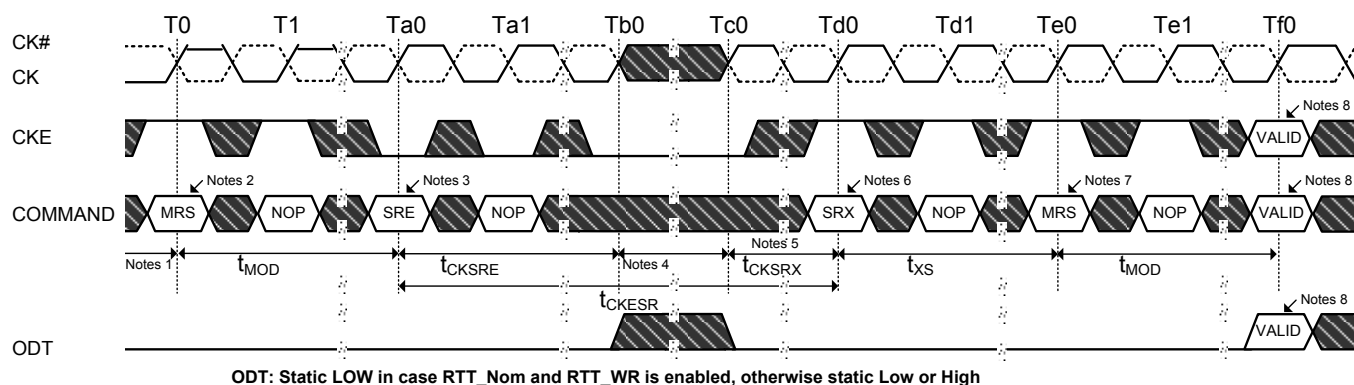 T0 T1 Ta0 Ta1 Tb0 Tc0 Td0 Td1 Te0 Te1 Tf0
CK#
CK
Notes 8
CKE
VALID
Notes 2 Notes 3 Notes 6 Notes 7 Notes 8
COMMAND MRS NOP SRE NOP SRX NOP MRS NOP VALID
Notes 1 tMOD tCKSRE Notes 4 Notes 5 tCKSRX tXS tMOD
tCKESR
Notes 8
ODT VALID
ODT: Static LOW in case RTT_Nom and RTT_WR is enabled, otherwise static Low or High